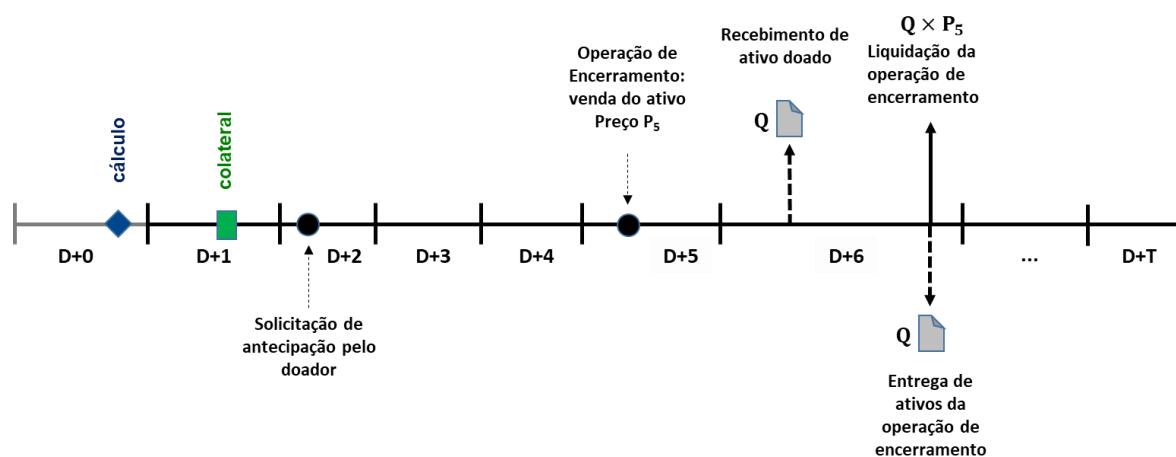 cálculo
colateral
Operação de
Encerramento:
venda do ativo
Preço P₅
Recebimento de
ativo doado
Q
Q × P₅
Liquidação da
operação de
encerramento
D+0
D+1
D+2
D+3
D+4
D+5
D+6
...
D+T
Solicitação de
antecipação pelo
doador
Q
Entrega de
ativos da
operação de
encerramento